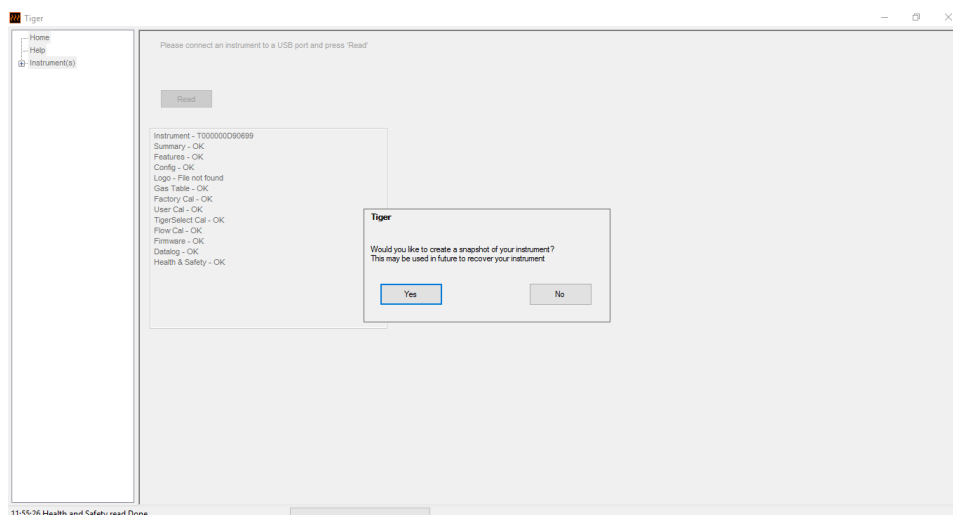 Tiger
Home
Help
Instrument(s)
Please connect an instrument to a USB port and press 'Read'
Read
Instrument - T000000D90699
Summary - OK
Features - OK
Config - OK
Logo - File not found
Gas Table - OK
Factory Cal - OK
User Cal - OK
TigerSelect Cal - OK
Flow Cal - OK
Firmware - OK
Datalog - OK
Health & Safety - OK
Tiger
Would you like to create a snapshot of your instrument?
This may be used in future to recover your instrument
Yes
No
11:55:26 Health and Safety read Done